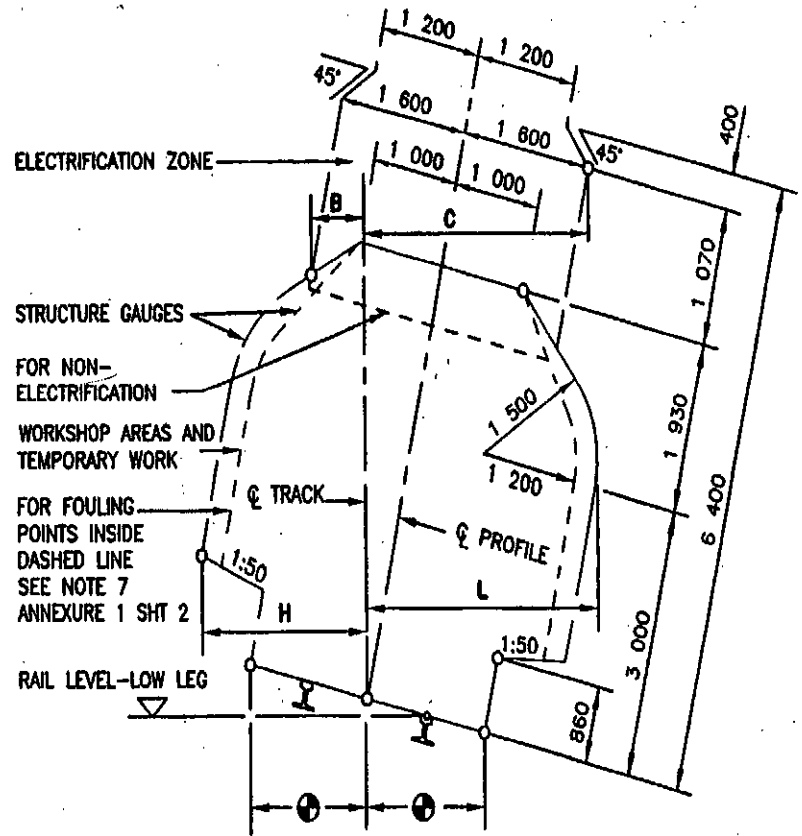 1 200
1 200
45°
1 600
1 600
45°
400
ELECTRIFICATION ZONE
1 000
1 000
B
C
1 070
STRUCTURE GAUGES
FOR NON-
ELECTRIFICATION
1 500
1 930
WORKSHOP AREAS AND
TEMPORARY WORK
1 200
6 400
℄ TRACK
FOR FOULING
POINTS INSIDE
DASHED LINE
SEE NOTE 7
ANNEXURE 1 SHT 2
℄ PROFILE
1:50
H
L
1:50
3 000
RAIL LEVEL-LOW LEG
860